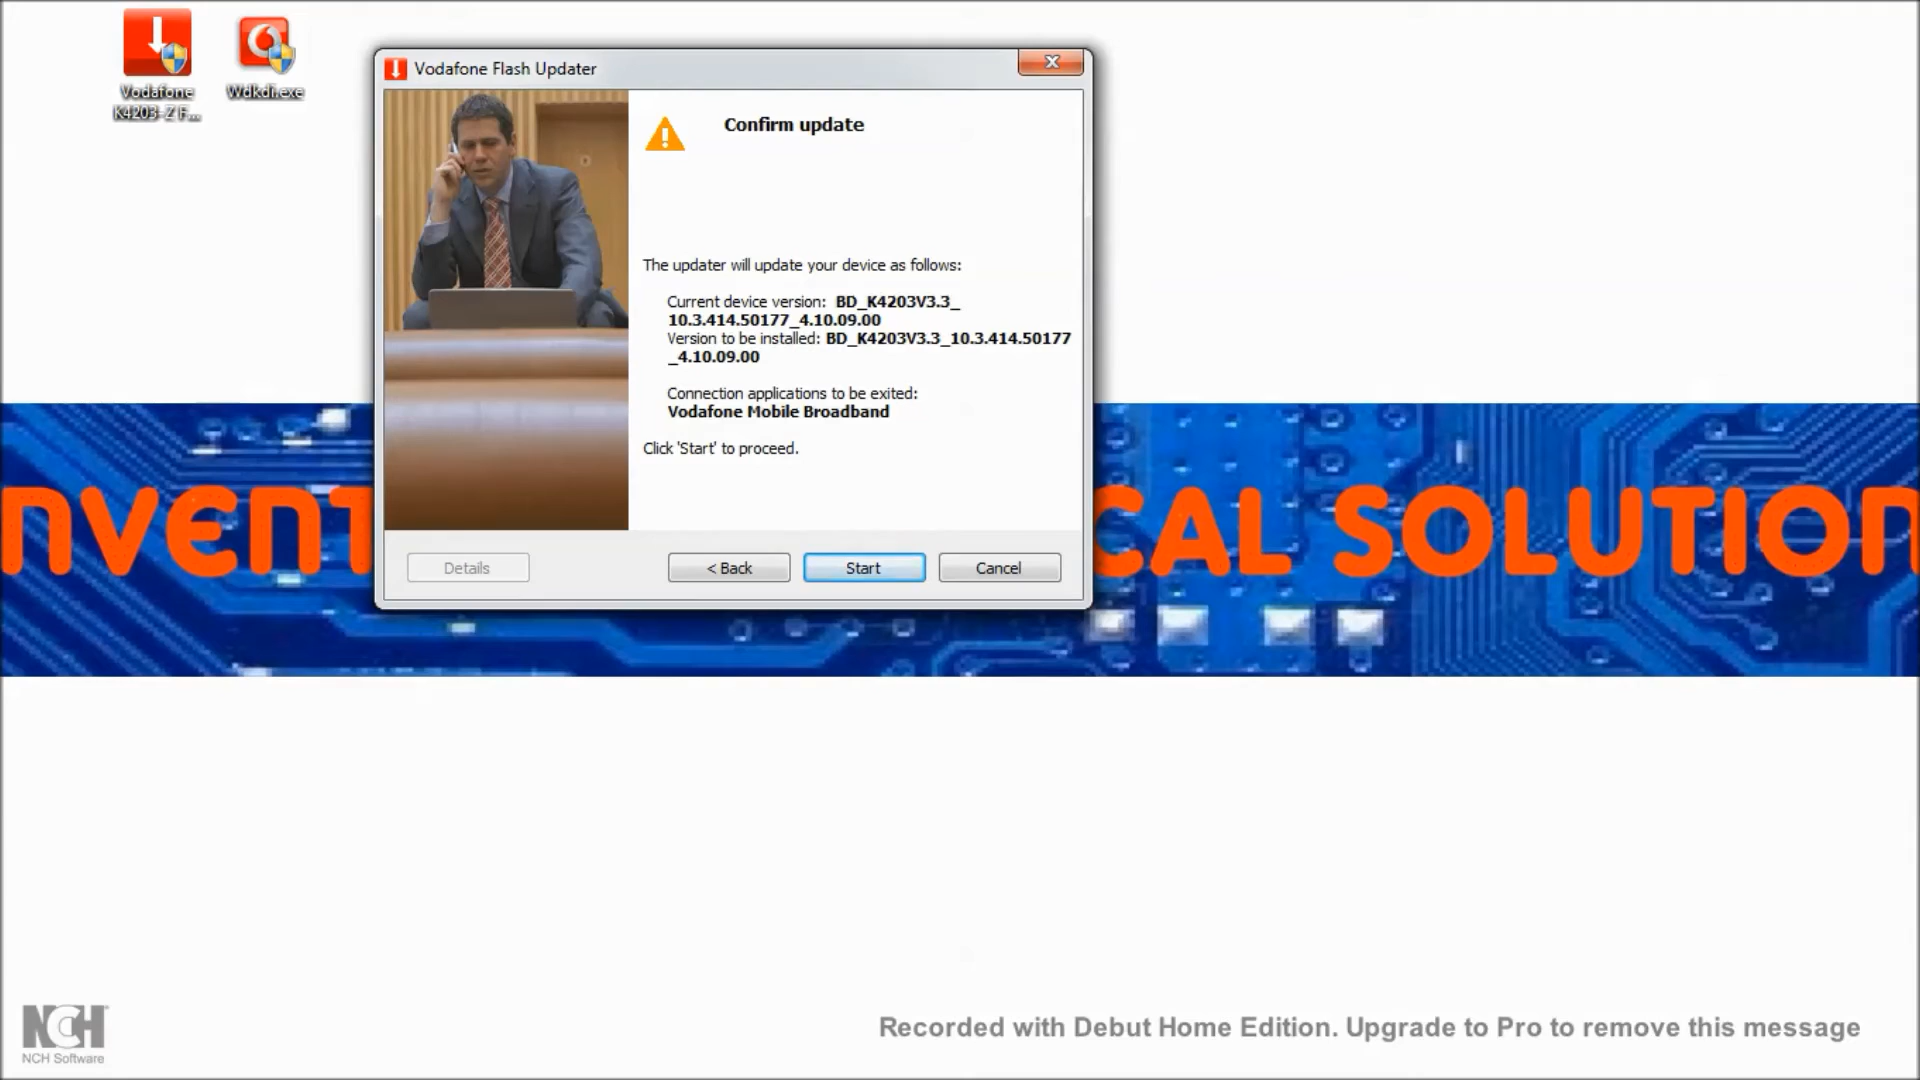 Vodafone
K4203-Z F...
Wdkdi.exe
Vodafone Flash Updater
Confirm update
The updater will update your device as follows:
Current device version: BD_K4203V3.3_
10.3.414.50177_4.10.09.00
Version to be installed: BD_K4203V3.3_10.3.414.50177
_4.10.09.00
Connection applications to be exited:
Vodafone Mobile Broadband
Click 'Start' to proceed.
Details
< Back
Start
Cancel
NVENT CAL SOLUTION
NCH
NCH Software
Recorded with Debut Home Edition. Upgrade to Pro to remove this message